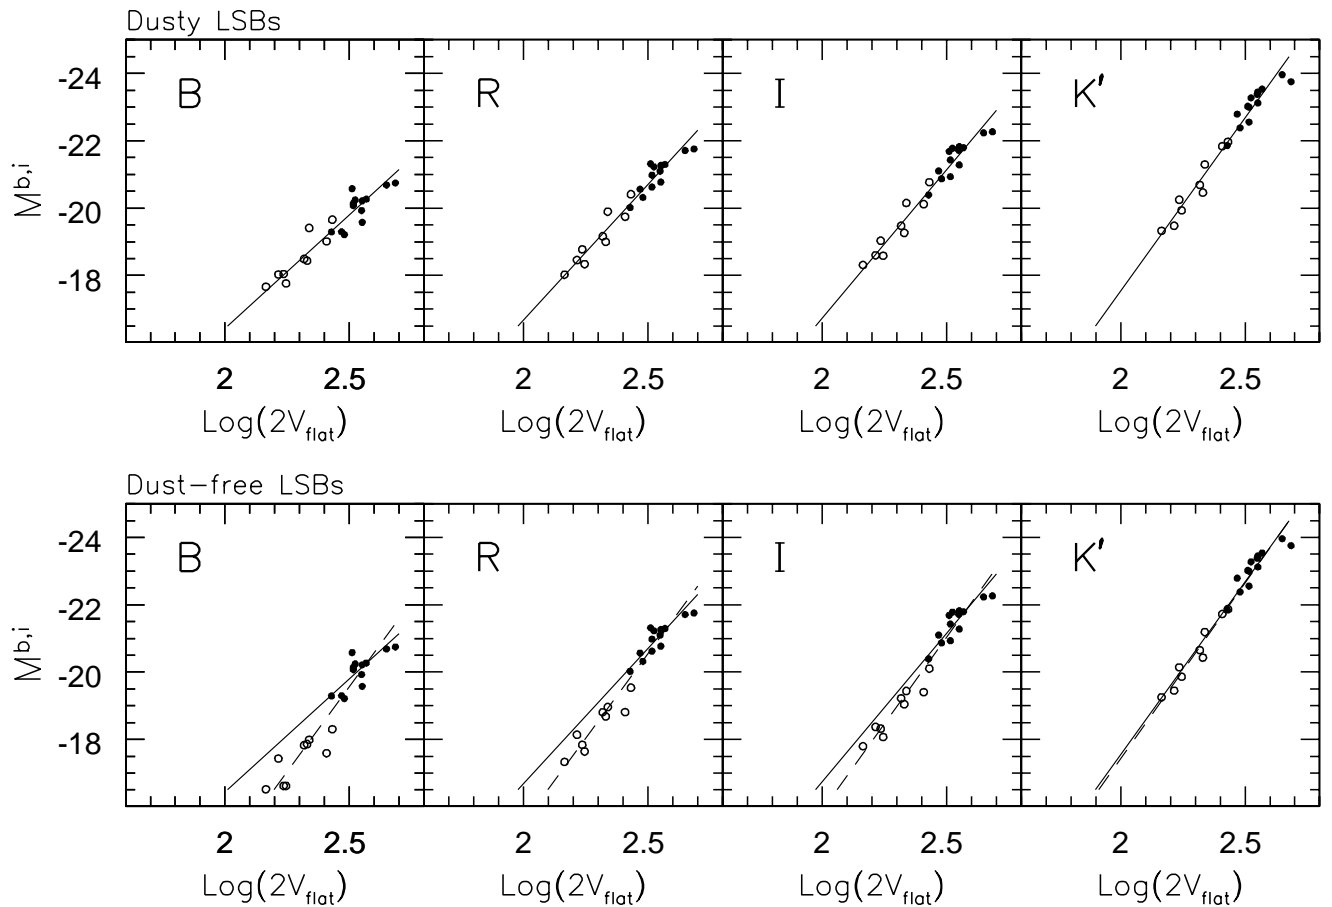 Dusty LSBs
B R I K′
-24
-22
-20
-18
M^b,i
2 2.5 2 2.5 2 2.5 2 2.5
Log(2V_flat) Log(2V_flat) Log(2V_flat) Log(2V_flat)
Dust-free LSBs
B R I K′
-24
-22
-20
-18
M^b,i
2 2.5 2 2.5 2 2.5 2 2.5
Log(2V_flat) Log(2V_flat) Log(2V_flat) Log(2V_flat)